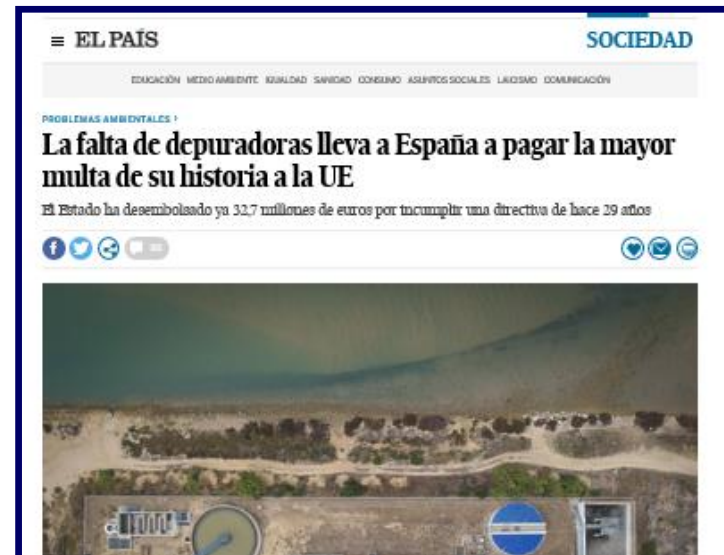 ≡ EL PAÍS
SOCIEDAD
EDUCACIÓN MEDIO AMBIENTE IGUALDAD SANIDAD CONSUMO ASUNTOS SOCIALES LAICISMO COMUNICACIÓN
PROBLEMAS AMBIENTALES ›
La falta de depuradoras lleva a España a pagar la mayor
multa de su historia a la UE
El Estado ha desembolsado ya 32,7 millones de euros por incumplir una directiva de hace 29 años